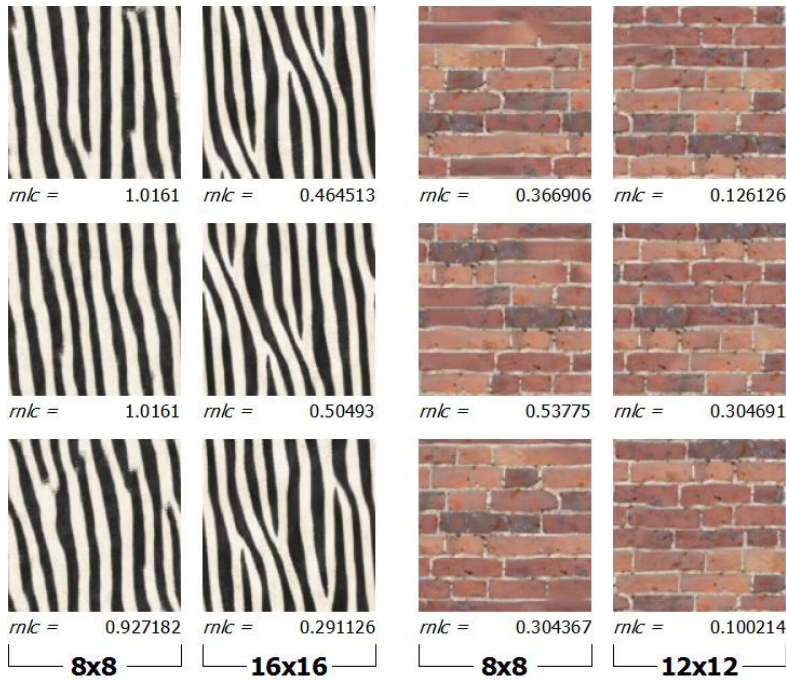 rnlc = 1.0161 rnlc = 0.464513 rnlc = 0.366906 rnlc = 0.126126
rnlc = 1.0161 rnlc = 0.50493 rnlc = 0.53775 rnlc = 0.304691
rnlc = 0.927182 rnlc = 0.291126 rnlc = 0.304367 rnlc = 0.100214
8x8 16x16 8x8 12x12